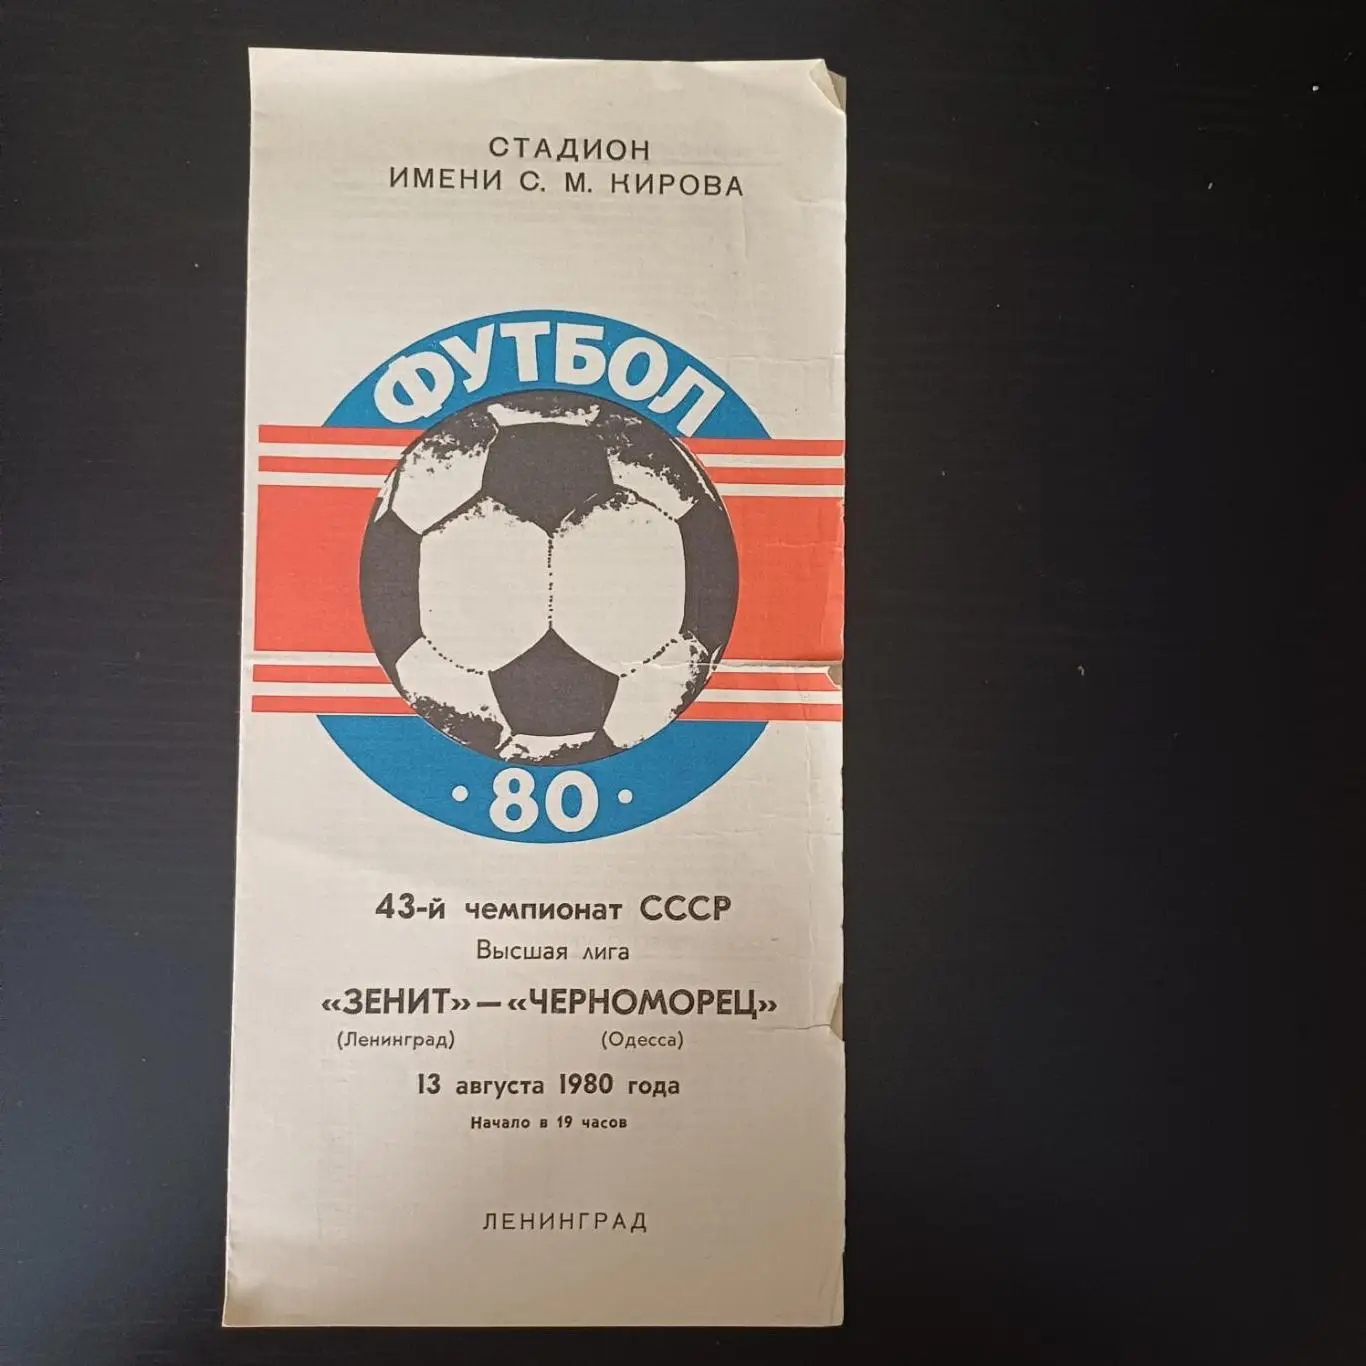 СТАДИОН
ИМЕНИ С. М. КИРОВА
ФУТБОЛ
· 80 ·
43-й чемпионат СССР
Высшая лига
«ЗЕНИТ» — «ЧЕРНОМОРЕЦ»
(Ленинград) (Одесса)
13 августа 1980 года
Начало в 19 часов
ЛЕНИНГРАД